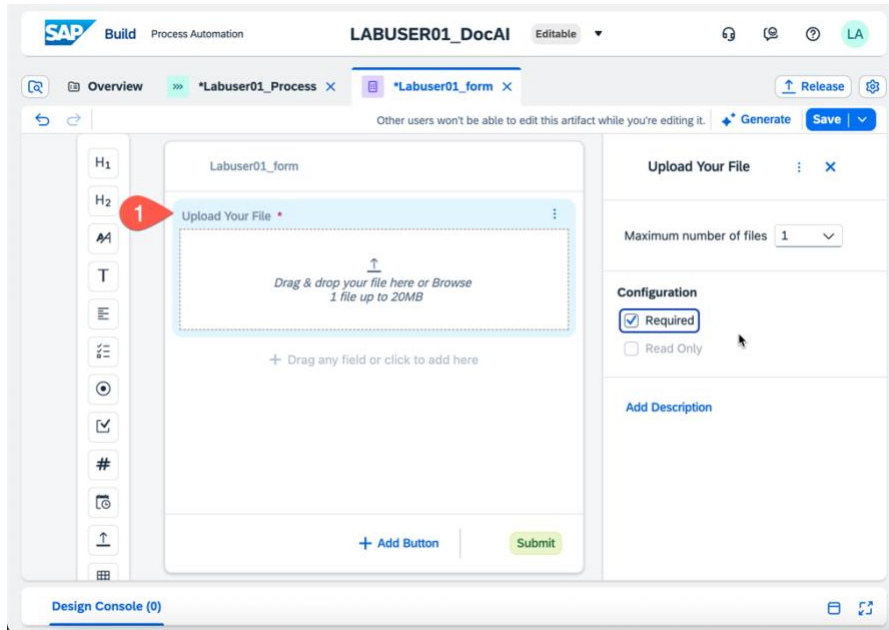 SAP Build Process Automation LABUSER01_DocAI Editable LA
Overview *Labuser01_Process *Labuser01_form Release
Other users won't be able to edit this artifact while you're editing it. Generate Save
H1
H2
T
#
Labuser01_form
1
Upload Your File *
Drag & drop your file here or Browse
1 file up to 20MB
+ Drag any field or click to add here
+ Add Button Submit
Upload Your File
Maximum number of files 1
Configuration
Required
Read Only
Add Description
Design Console (0)